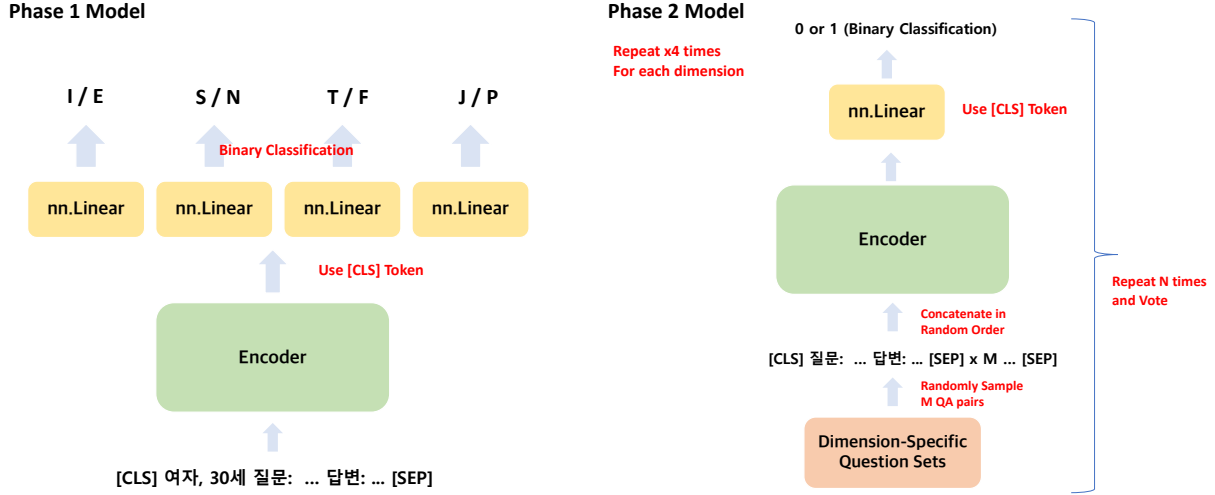 Phase 1 Model
I / E
S / N
T / F
J / P
Binary Classification
nn.Linear
nn.Linear
nn.Linear
nn.Linear
Use [CLS] Token
Encoder
[CLS] 여자, 30세 질문: ... 답변: ... [SEP]
Phase 2 Model
0 or 1 (Binary Classification)
Repeat x4 times
For each dimension
nn.Linear
Use [CLS] Token
Encoder
Repeat N times
and Vote
Concatenate in
Random Order
[CLS] 질문: ... 답변: ... [SEP] x M ... [SEP]
Randomly Sample
M QA pairs
Dimension-Specific
Question Sets